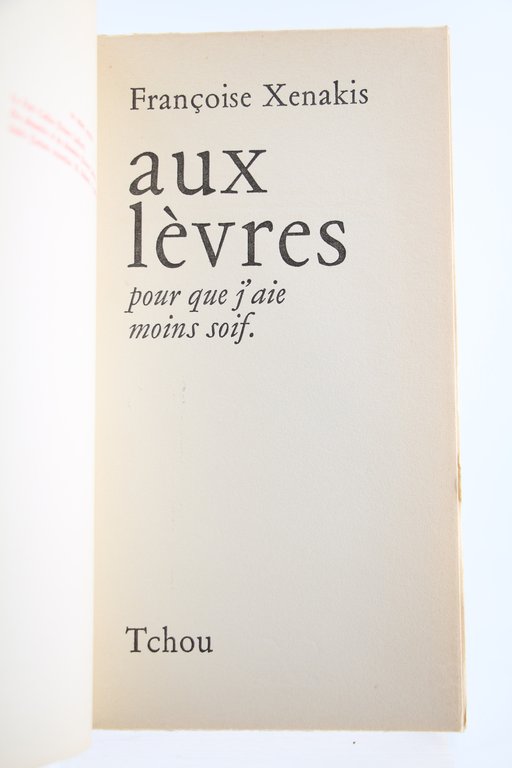 Françoise Xenakis
aux
lèvres
pour que j'aie
moins soif.
Tchou